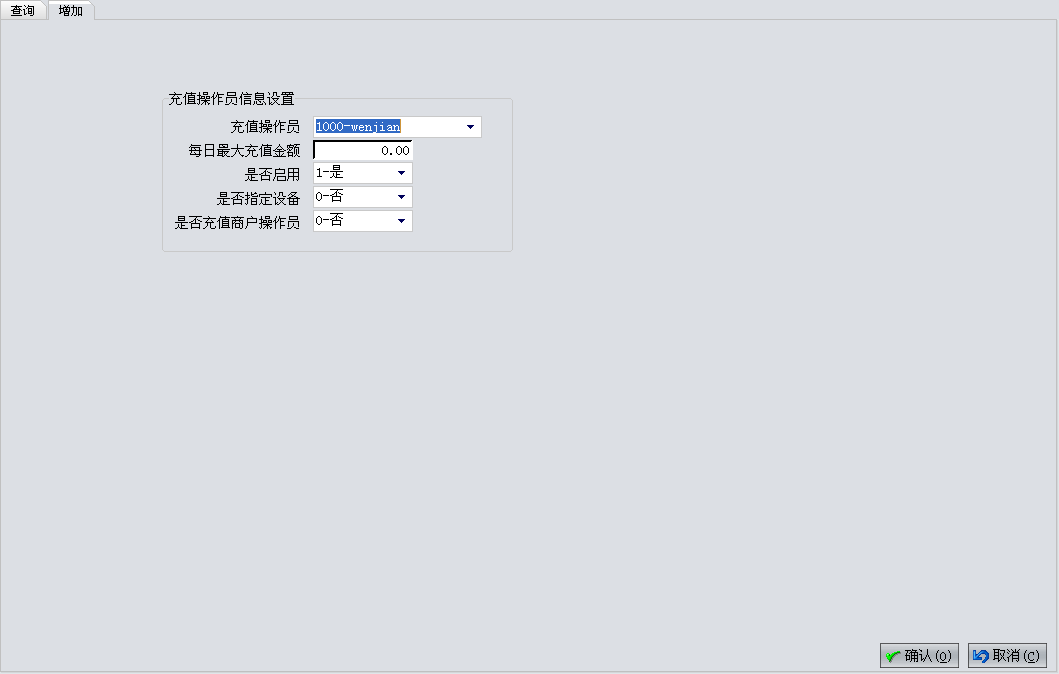 查询 增加
充值操作员信息设置
充值操作员 1000-wenjian
每日最大充值金额 0.00
是否启用 1-是
是否指定设备 0-否
是否充值商户操作员 0-否
确认(O) 取消(C)